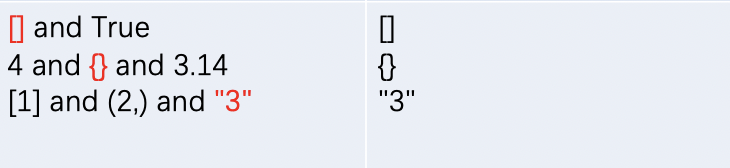 [] and True
4 and {} and 3.14
[1] and (2,) and "3"
[]
{}
"3"